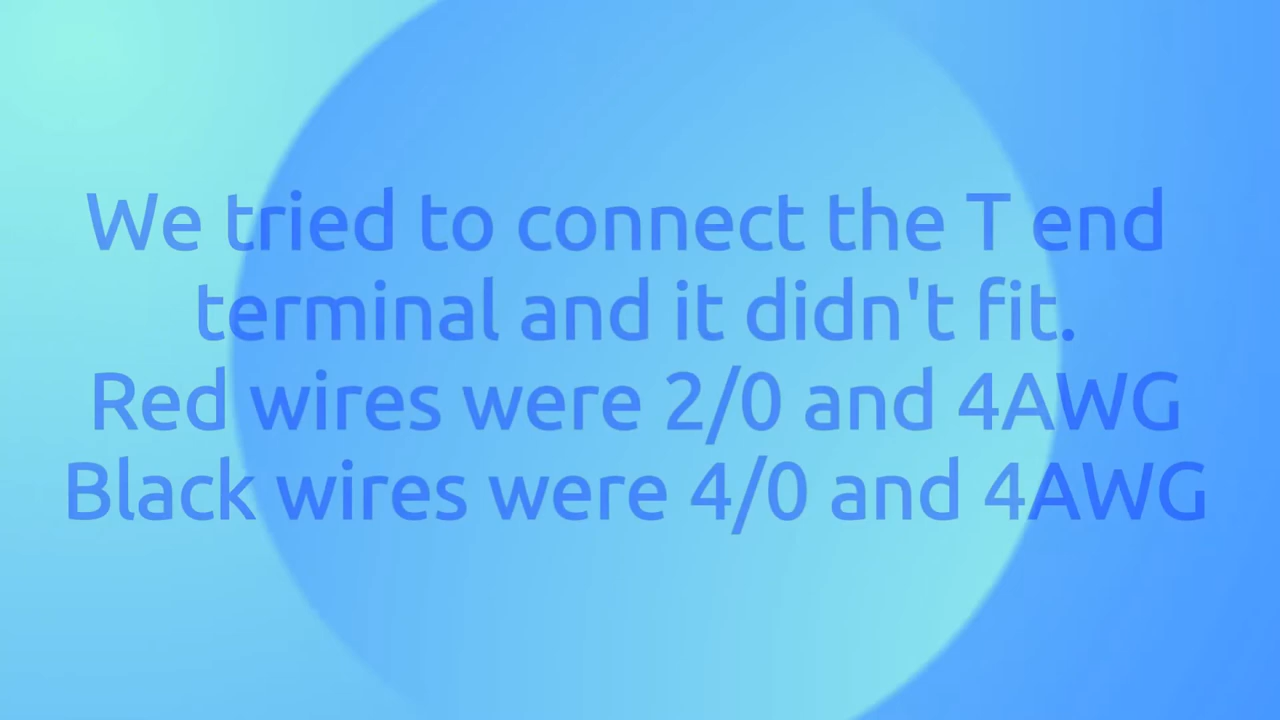 We tried to connect the T end
terminal and it didn't fit.
Red wires were 2/0 and 4AWG
Black wires were 4/0 and 4AWG